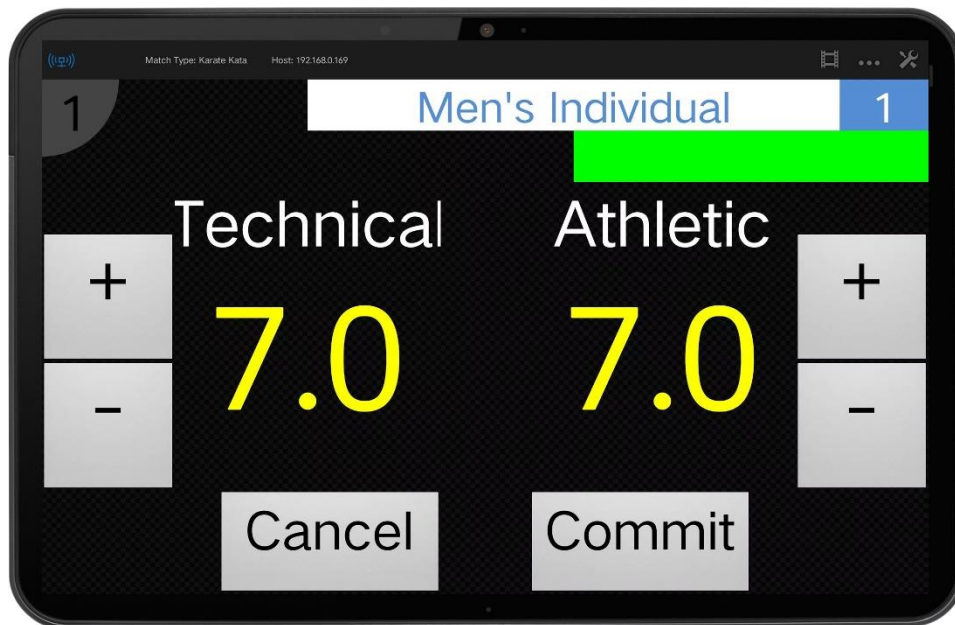 Match Type: Karate Kata Host: 192.168.0.169
1
Men's Individual 1
Technical Athletic
+ +
7.0 7.0
- -
Cancel Commit